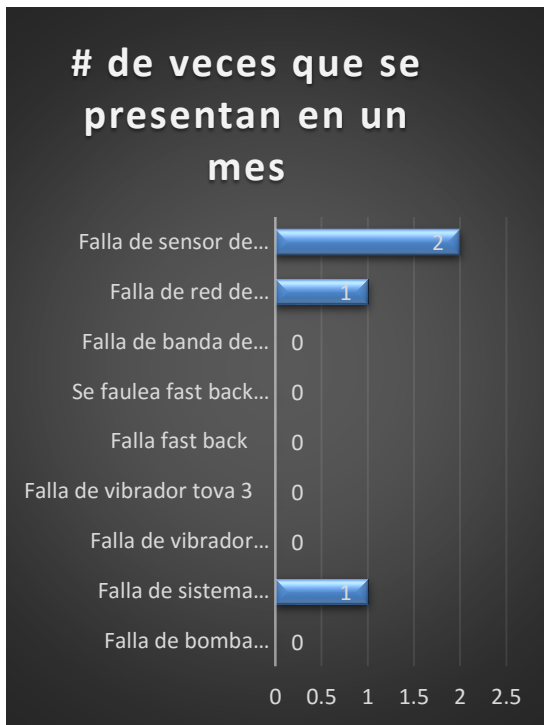 # de veces que se
presentan en un
mes
Falla de sensor de... 2
Falla de red de... 1
Falla de banda de... 0
Se faulea fast back... 0
Falla fast back 0
Falla de vibrador tova 3 0
Falla de vibrador... 0
Falla de sistema... 1
Falla de bomba... 0
0 0.5 1 1.5 2 2.5